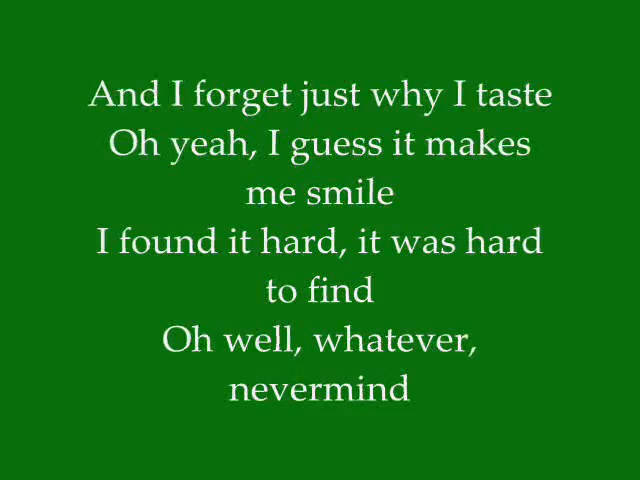 And I forget just why I taste
Oh yeah, I guess it makes
me smile
I found it hard, it was hard
to find
Oh well, whatever,
nevermind